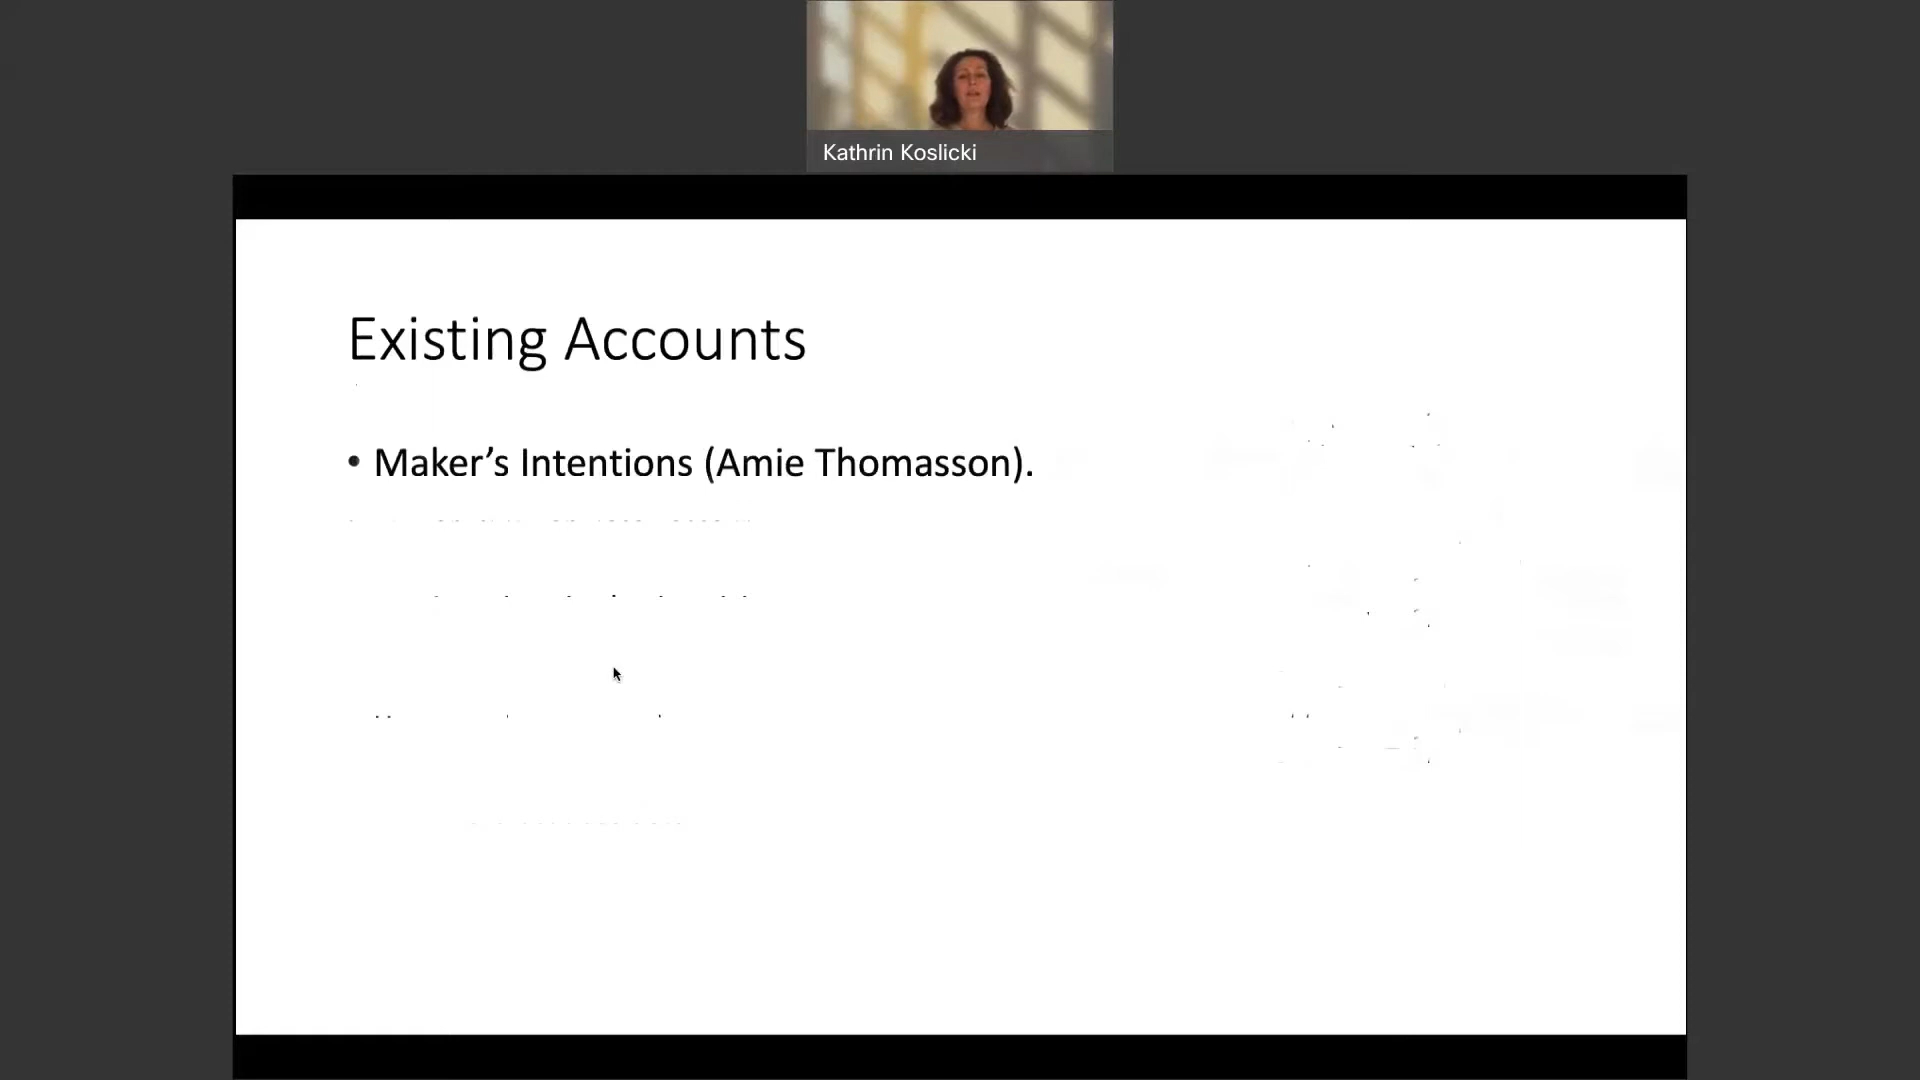 Kathrin Koslicki
Existing Accounts
• Maker’s Intentions (Amie Thomasson).